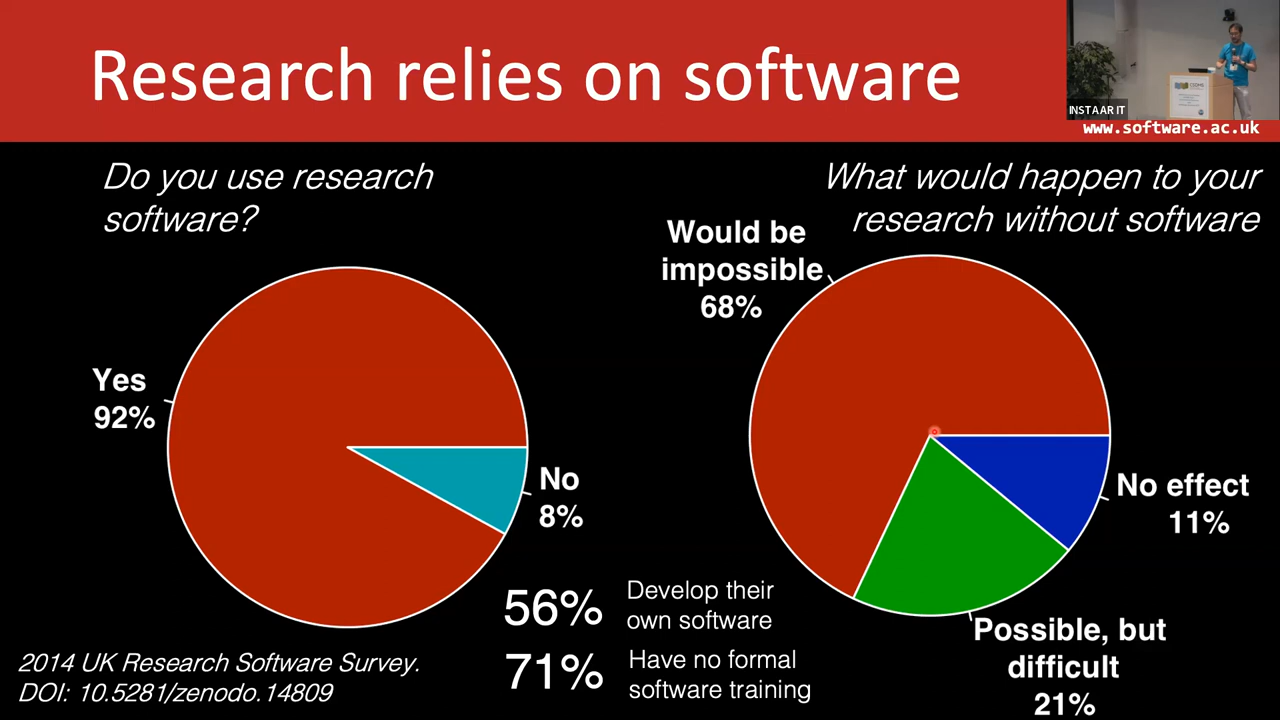 Research relies on software
INSTAAR IT
www.software.ac.uk
Do you use research
software?
Yes
92%
No
8%
What would happen to your
research without software
Would be
impossible
68%
No effect
11%
Possible, but
difficult
21%
56%
Develop their
own software
71%
Have no formal
software training
2014 UK Research Software Survey.
DOI: 10.5281/zenodo.14809